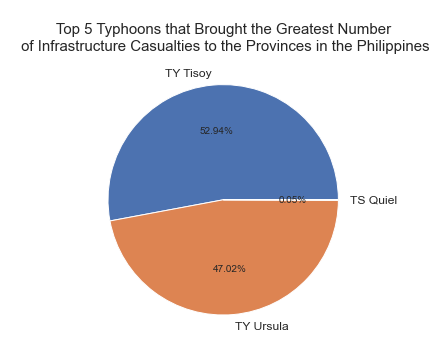 Top 5 Typhoons that Brought the Greatest Number
of Infrastructure Casualties to the Provinces in the Philippines
TY Tisoy
52.94%
0.05%
TS Quiel
47.02%
TY Ursula